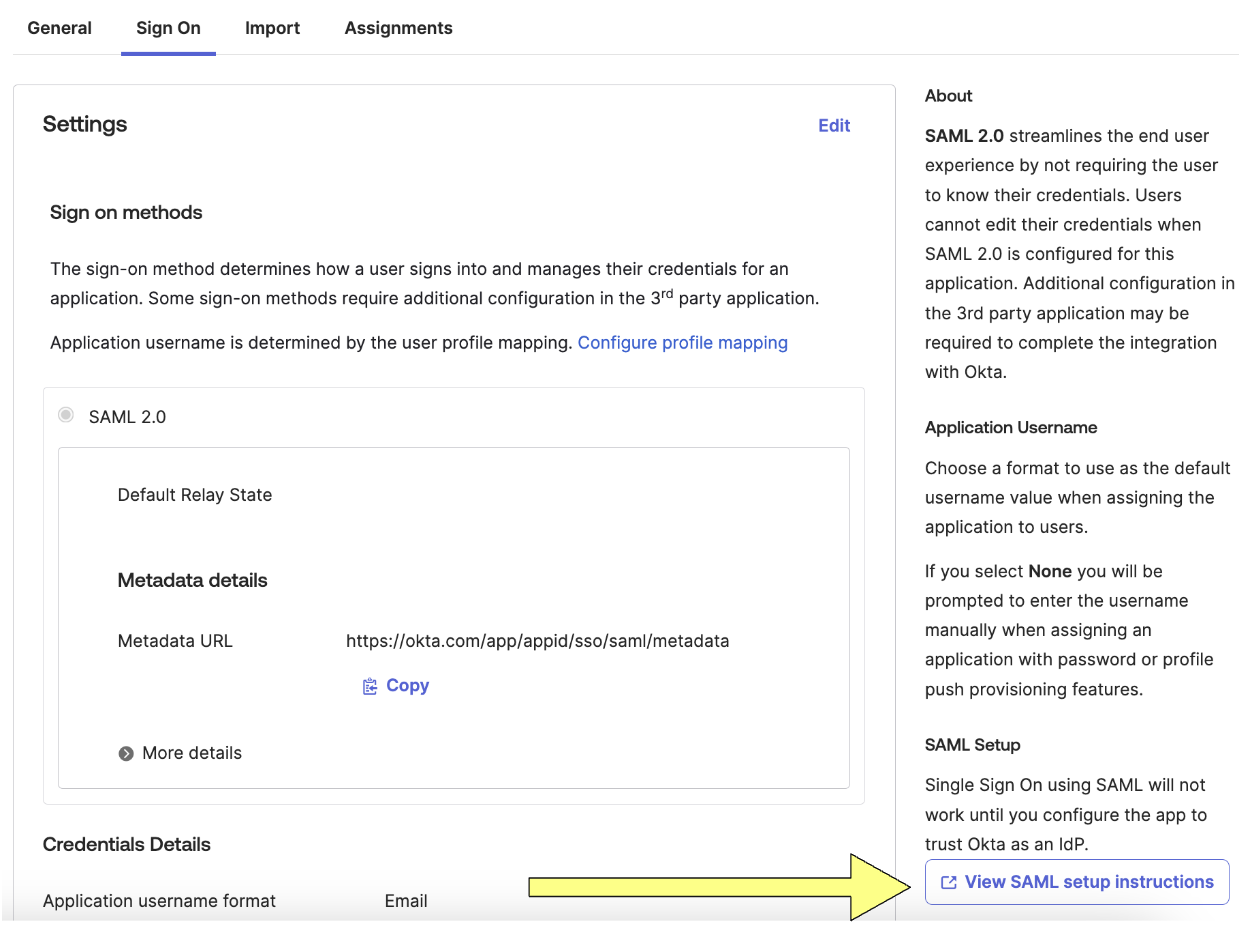 General Sign On Import Assignments
Settings Edit
Sign on methods
The sign-on method determines how a user signs into and manages their credentials for an
application. Some sign-on methods require additional configuration in the 3rd party application.
Application username is determined by the user profile mapping. Configure profile mapping
SAML 2.0
Default Relay State
Metadata details
Metadata URL https://okta.com/app/appid/sso/saml/metadata
Copy
More details
Credentials Details
Application username format Email
About
SAML 2.0 streamlines the end user
experience by not requiring the user
to know their credentials. Users
cannot edit their credentials when
SAML 2.0 is configured for this
application. Additional configuration in
the 3rd party application may be
required to complete the integration
with Okta.
Application Username
Choose a format to use as the default
username value when assigning the
application to users.
If you select None you will be
prompted to enter the username
manually when assigning an
application with password or profile
push provisioning features.
SAML Setup
Single Sign On using SAML will not
work until you configure the app to
trust Okta as an IdP.
View SAML setup instructions